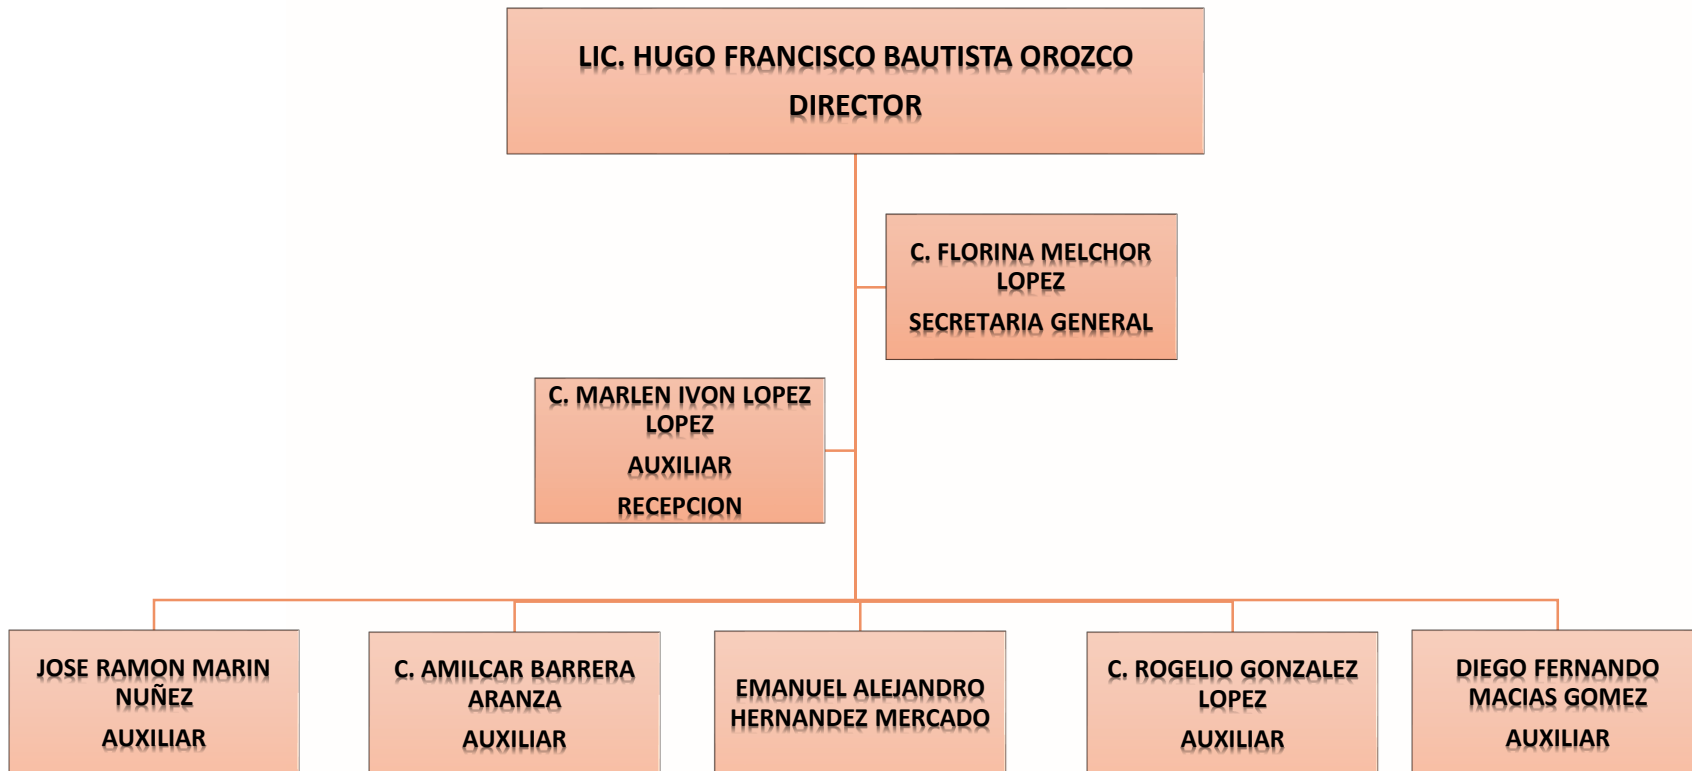 LIC. HUGO FRANCISCO BAUTISTA OROZCO
DIRECTOR
C. FLORINA MELCHOR
LOPEZ
SECRETARIA GENERAL
C. MARLEN IVON LOPEZ
LOPEZ
AUXILIAR
RECEPCION
JOSE RAMON MARIN
NUÑEZ
AUXILIAR
C. AMILCAR BARRERA
ARANZA
AUXILIAR
EMANUEL ALEJANDRO
HERNANDEZ MERCADO
C. ROGELIO GONZALEZ
LOPEZ
AUXILIAR
DIEGO FERNANDO
MACIAS GOMEZ
AUXILIAR